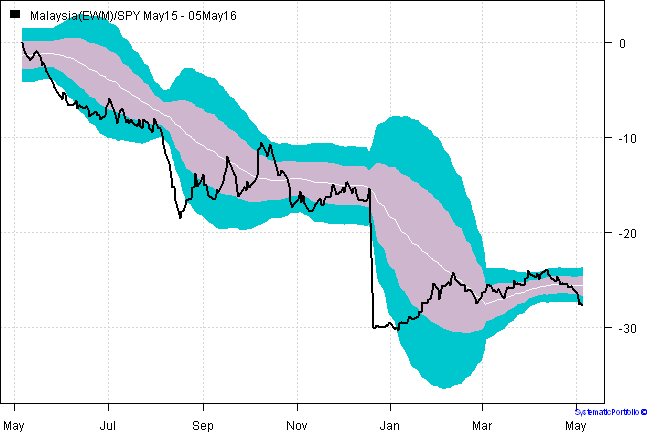 Malaysia(EWM)/SPY May15 - 05May16
0
-10
-20
-30
May Jul Sep Nov Jan Mar May
SystematicPortfolio ©